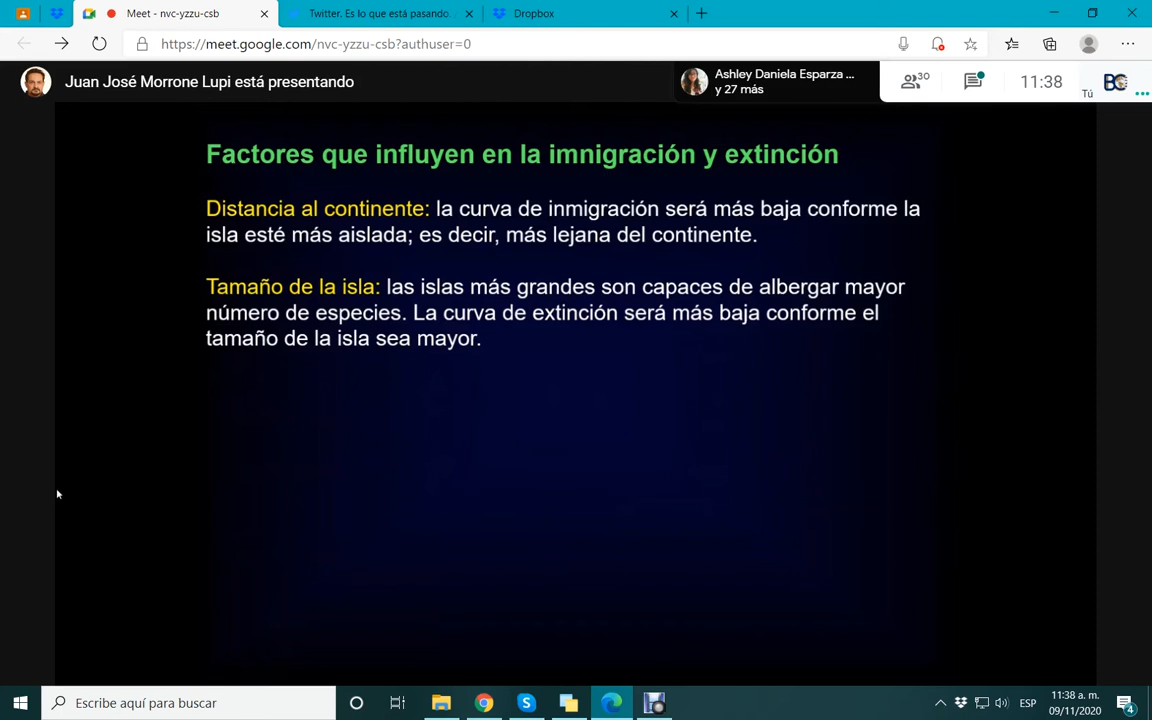 Meet - nvc-yzzu-csb
Twitter. Es lo que está pasando.
Dropbox
https://meet.google.com/nvc-yzzu-csb?authuser=0
Juan José Morrone Lupi está presentando
Ashley Daniela Esparza ...
y 27 más
30
11:38
Tú
BC
Factores que influyen en la imnigración y extinción
Distancia al continente: la curva de inmigración será más baja conforme la
isla esté más aislada; es decir, más lejana del continente.
Tamaño de la isla: las islas más grandes son capaces de albergar mayor
número de especies. La curva de extinción será más baja conforme el
tamaño de la isla sea mayor.
Escribe aquí para buscar
ESP
11:38 a. m.
09/11/2020
4